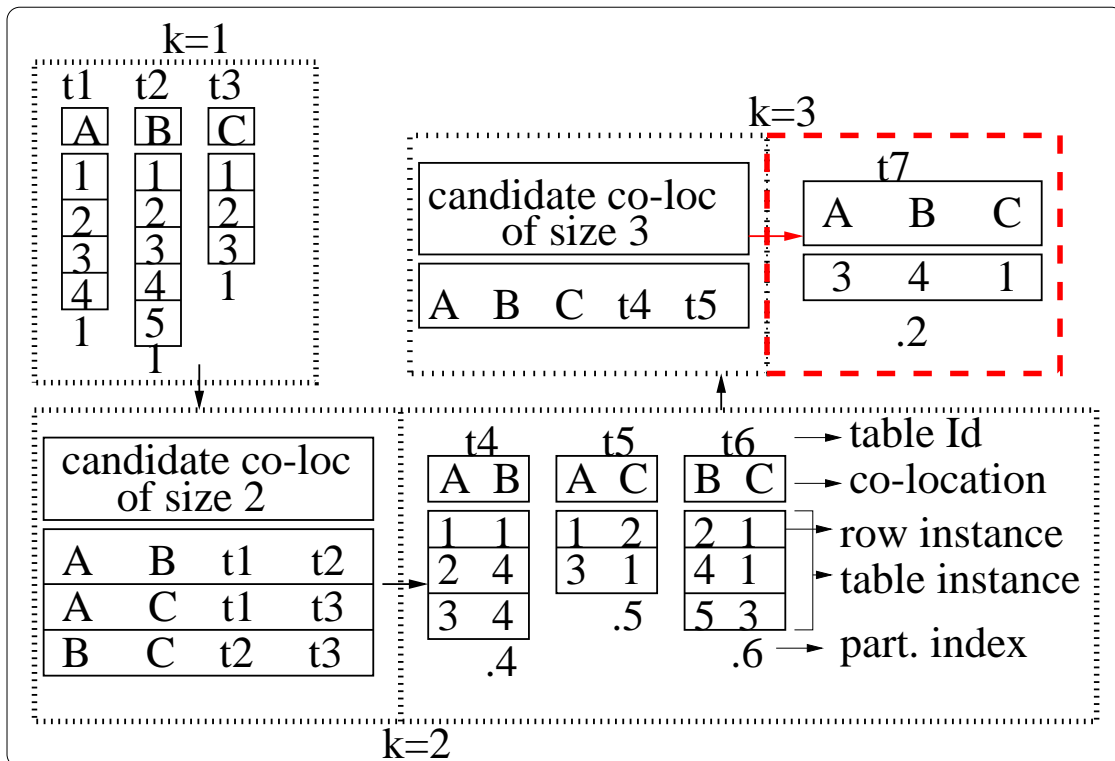 k=1
t1 t2 t3
A B C
1 1 1
2 2 2
3 3 3
4 4 1
1 5
1
k=3
candidate co-loc
of size 3
A B C t4 t5
t7
A B C
3 4 1
.2
candidate co-loc
of size 2
A B t1 t2
A C t1 t3
B C t2 t3
k=2
t4 t5 t6
A B A C B C
1 1 1 2 2 1
2 4 3 1 4 1
3 4 .5 5 3
.4 .6
table Id
co-location
row instance
table instance
part. index